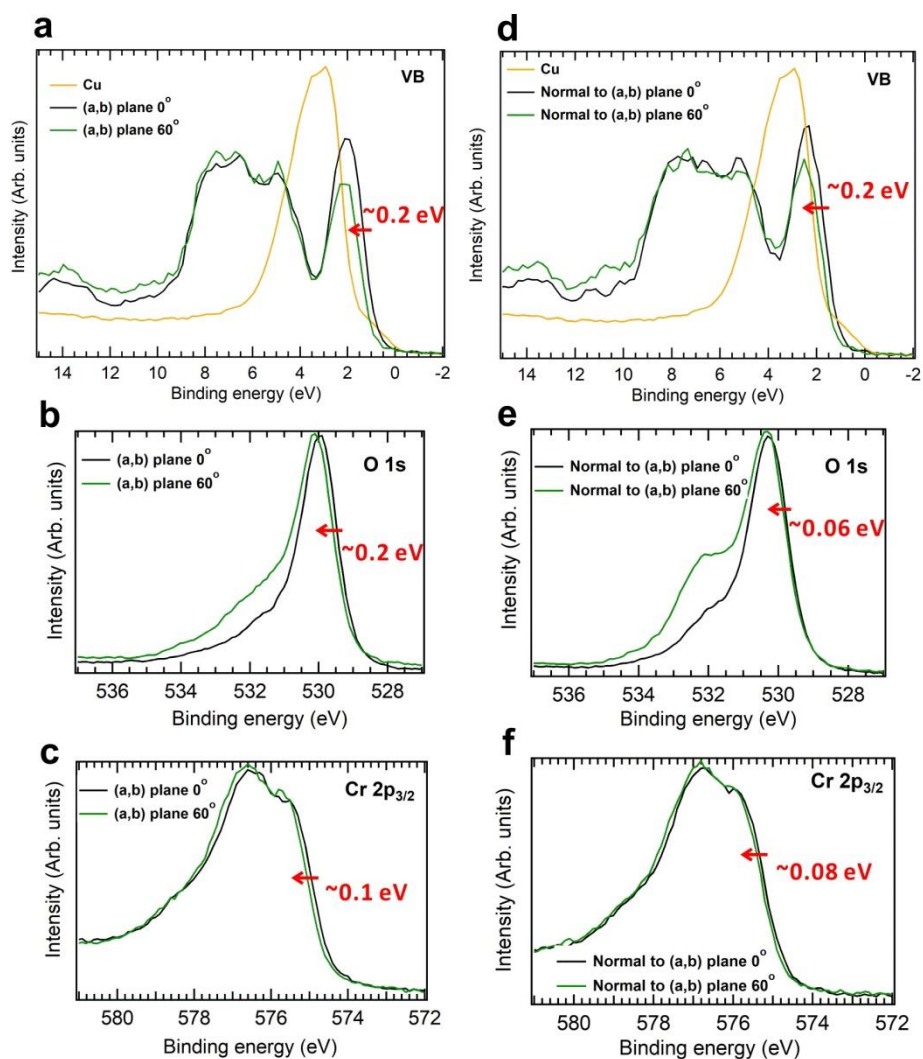 a
VB
Cu
(a,b) plane 0°
(a,b) plane 60°
~0.2 eV
Intensity (Arb. units)
14 12 10 8 6 4 2 0 -2
Binding energy (eV)
d
VB
Cu
Normal to (a,b) plane 0°
Normal to (a,b) plane 60°
~0.2 eV
Intensity (Arb. units)
14 12 10 8 6 4 2 0 -2
Binding energy (eV)
b
O 1s
(a,b) plane 0°
(a,b) plane 60°
~0.2 eV
Intensity (Arb. units)
536 534 532 530 528
Binding energy (eV)
e
O 1s
Normal to (a,b) plane 0°
Normal to (a,b) plane 60°
~0.06 eV
Intensity (Arb. units)
536 534 532 530 528
Binding energy (eV)
c
Cr 2p3/2
(a,b) plane 0°
(a,b) plane 60°
~0.1 eV
Intensity (Arb. units)
580 578 576 574 572
Binding energy (eV)
f
Cr 2p3/2
~0.08 eV
Normal to (a,b) plane 0°
Normal to (a,b) plane 60°
Intensity (Arb. units)
580 578 576 574 572
Binding energy (eV)